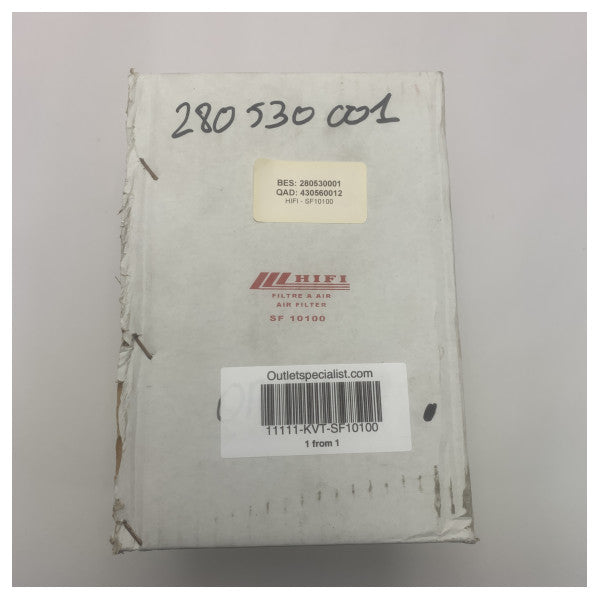 280 530 001
BES: 280530001
QAD: 430560012
HIFI - SF10100
HIFI
FILTRE A AIR
AIR FILTER
SF 10100
Outletspecialist.com
11111-KVT-SF10100
1 from 1